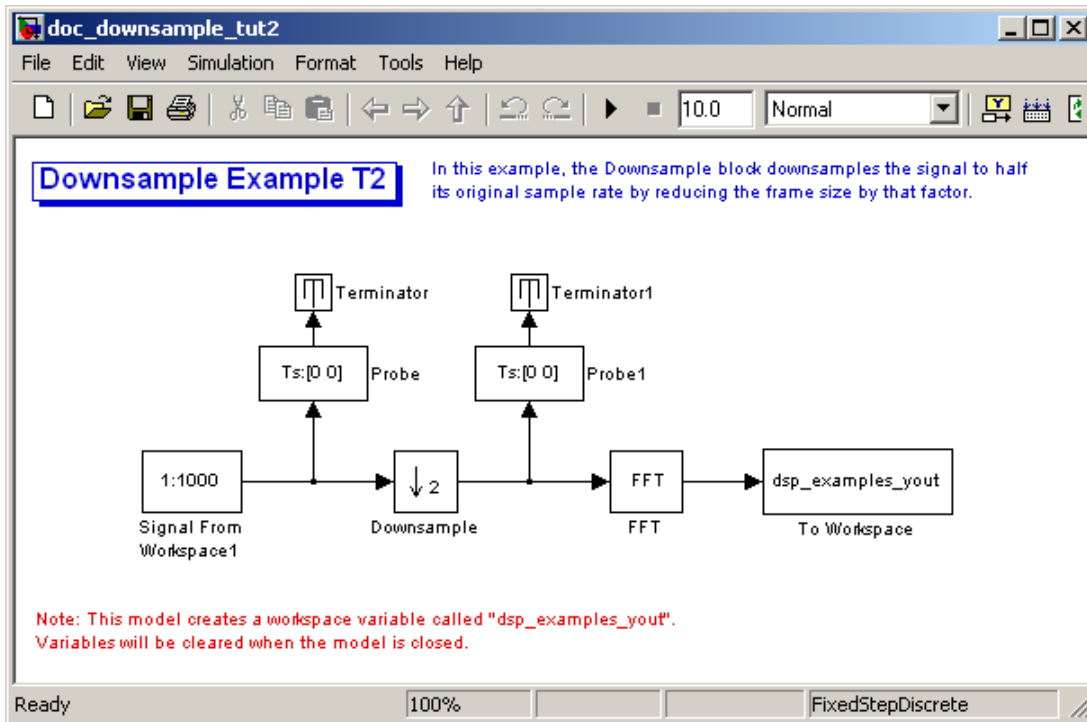 doc_downsample_tut2
File Edit View Simulation Format Tools Help
10.0 Normal
Downsample Example T2
In this example, the Downsample block downsamples the signal to half
its original sample rate by reducing the frame size by that factor.
Terminator Terminator1
Ts:[0 0] Probe Ts:[0 0] Probe1
1:1000 2 FFT dsp_examples_yout
Signal From Downsample FFT To Workspace
Workspace1
Note: This model creates a workspace variable called "dsp_examples_yout".
Variables will be cleared when the model is closed.
Ready 100% FixedStepDiscrete